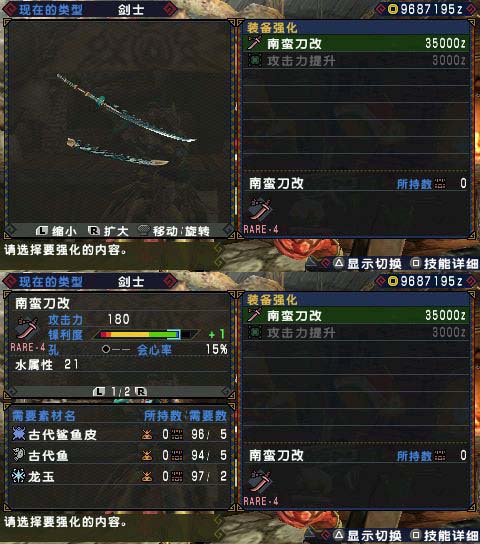 现在的类型 剑士
9687195z
装备强化
南蛮刀改 35000z
攻击力提升 3000z
南蛮刀改 所持数 0
RARE-4
L 缩小 R 扩大 移动/旋转
请选择要强化的内容。
△显示切换 □技能详细
现在的类型 剑士
9687195z
南蛮刀改
攻击力 180
RARE-4
锋利度 +1
孔 ○ーー 会心率 15%
水属性 21
L 1/2 R
需要素材名 所持数 需要数
古代鲨鱼皮 0 96/ 5
古代鱼 0 94/ 5
龙玉 0 97/ 2
装备强化
南蛮刀改 35000z
攻击力提升 3000z
南蛮刀改 所持数 0
RARE-4
请选择要强化的内容。
△显示切换 □技能详细